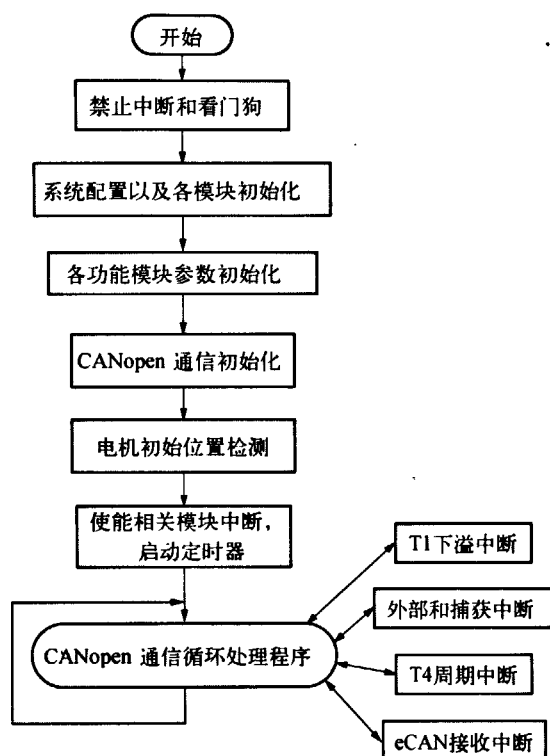 开始
禁止中断和看门狗
系统配置以及各模块初始化
各功能模块参数初始化
CANopen 通信初始化
电机初始位置检测
使能相关模块中断，
启动定时器
T1下溢中断
外部和捕获中断
CANopen 通信循环处理程序
T4周期中断
eCAN接收中断